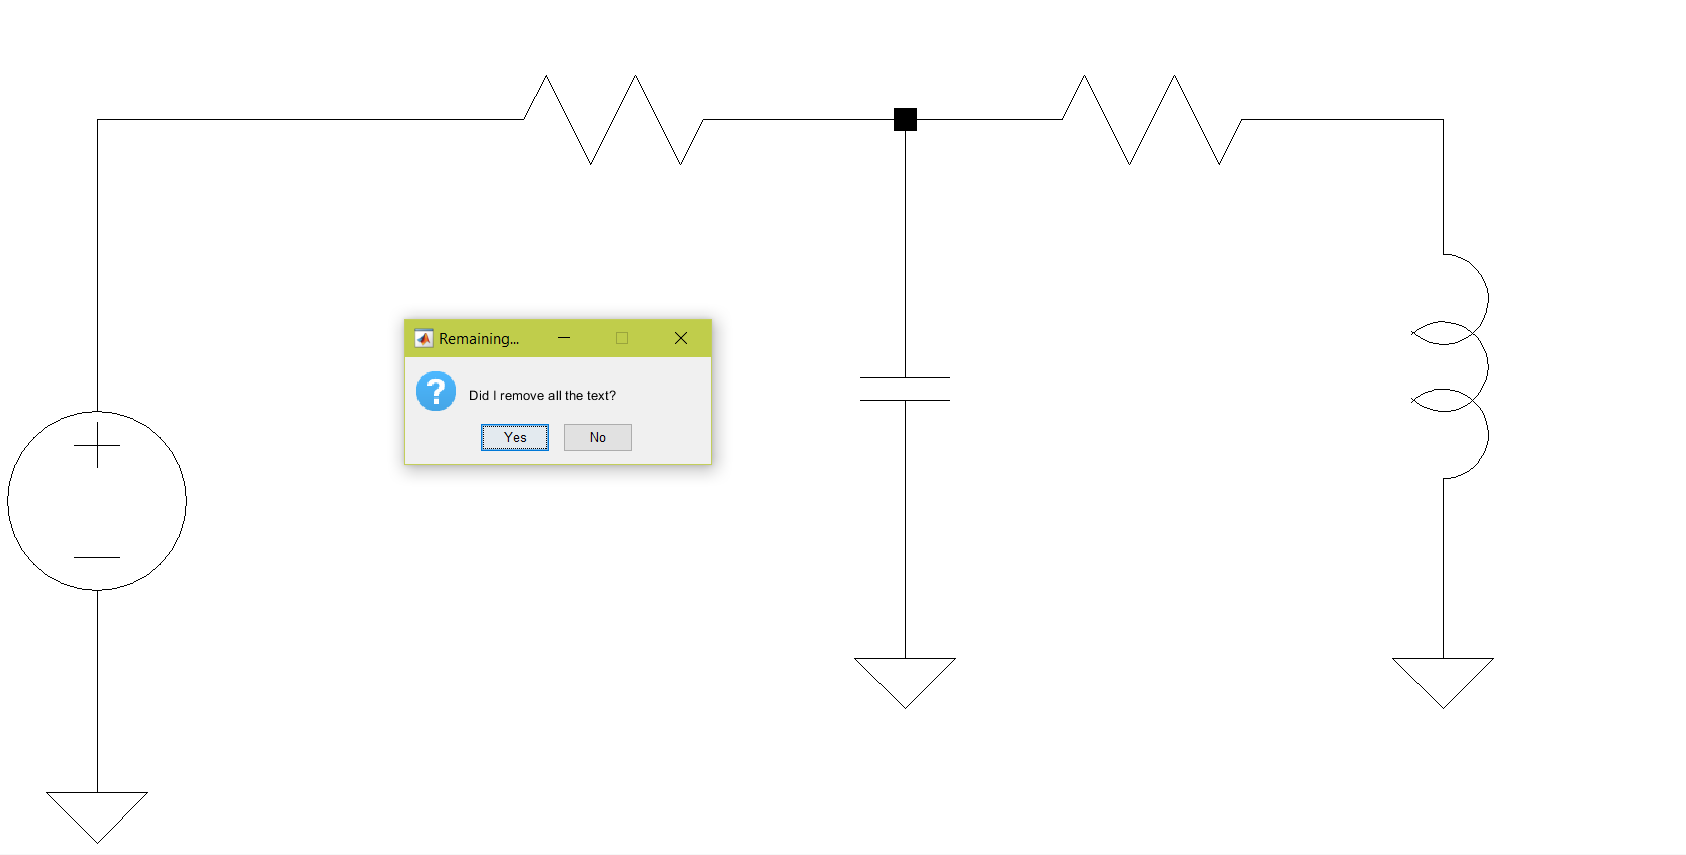 Remaining...
Did I remove all the text?
Yes
No